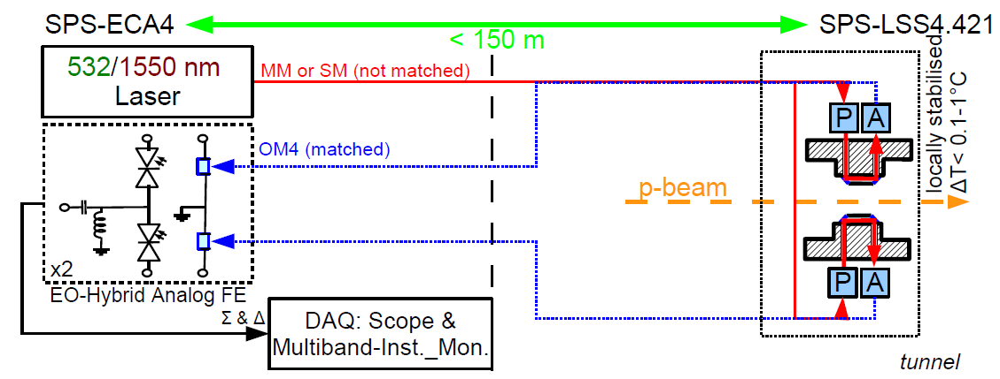 SPS-ECA4
SPS-LSS4.421
< 150 m
532/1550 nm
Laser
MM or SM (not matched)
OM4 (matched)
P A
locally stabilised
ΔT< 0.1-1°C
p-beam
x2
P A
EO-Hybrid Analog FE
Σ & Δ
DAQ: Scope &
Multiband-Inst._Mon.
tunnel